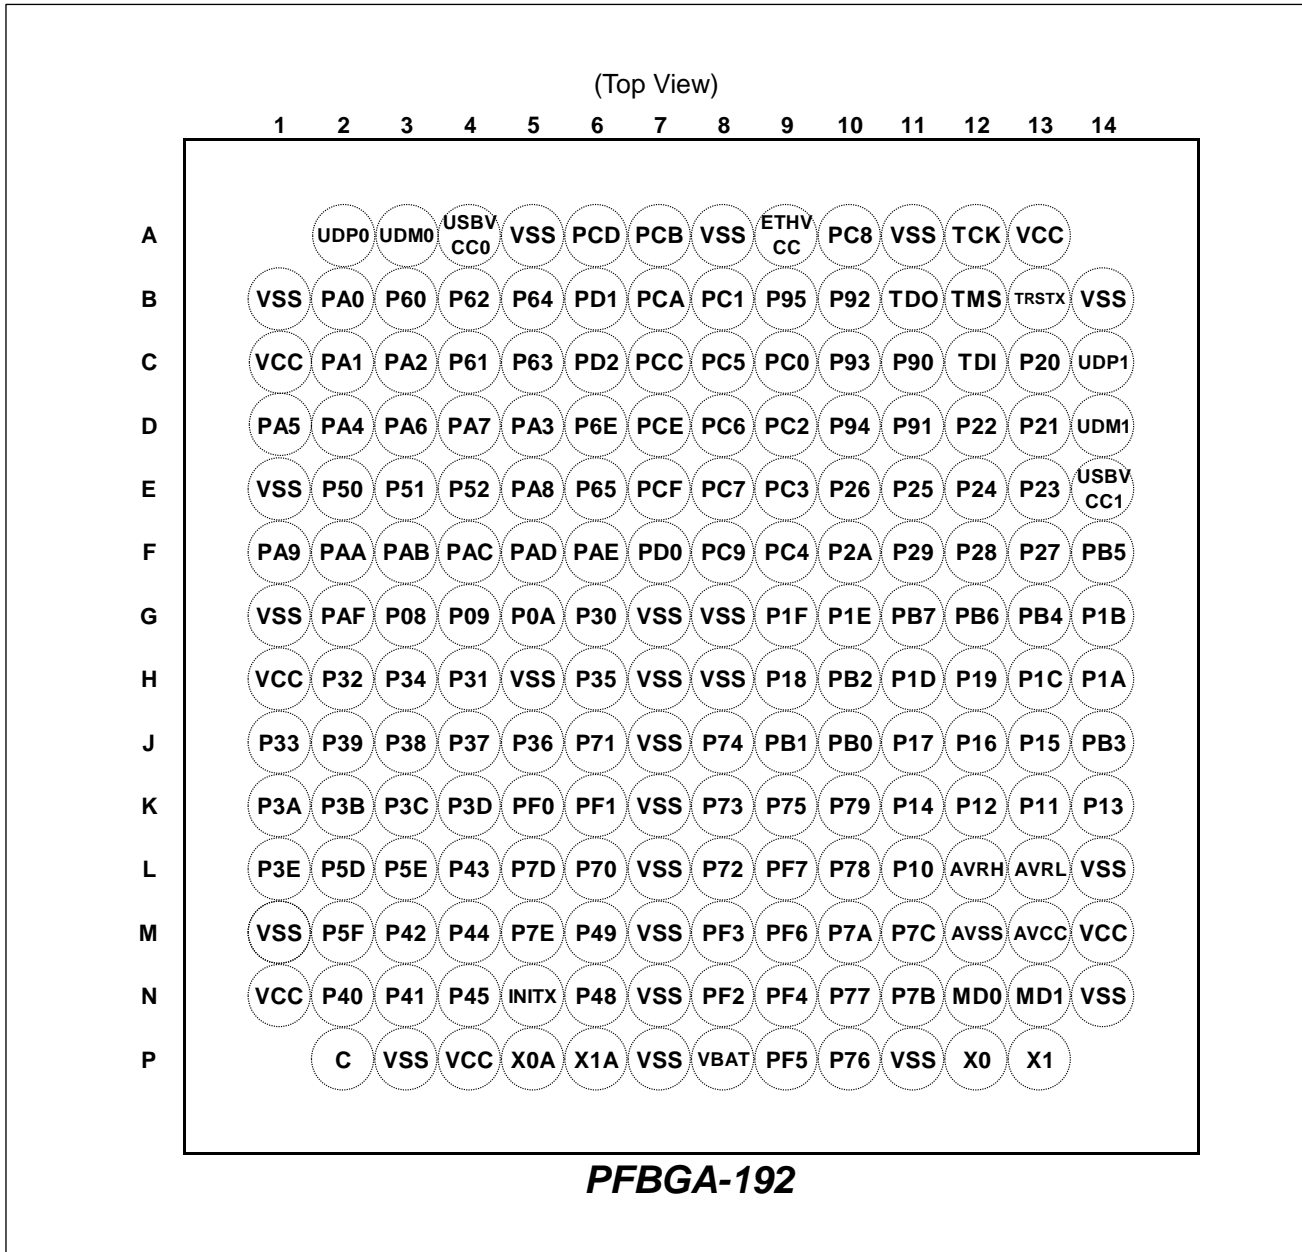 (Top View)
1 2 3 4 5 6 7 8 9 10 11 12 13 14
A UDP0 UDM0 USBV CC0 VSS PCD PCB VSS ETHV CC PC8 VSS TCK VCC
B VSS PA0 P60 P62 P64 PD1 PCA PC1 P95 P92 TDO TMS TRSTX VSS
C VCC PA1 PA2 P61 P63 PD2 PCC PC5 PC0 P93 P90 TDI P20 UDP1
D PA5 PA4 PA6 PA7 PA3 P6E PCE PC6 PC2 P94 P91 P22 P21 UDM1
E VSS P50 P51 P52 PA8 P65 PCF PC7 PC3 P26 P25 P24 P23 USBV CC1
F PA9 PAA PAB PAC PAD PAE PD0 PC9 PC4 P2A P29 P28 P27 PB5
G VSS PAF P08 P09 P0A P30 VSS VSS P1F P1E PB7 PB6 PB4 P1B
H VCC P32 P34 P31 VSS P35 VSS VSS P18 PB2 P1D P19 P1C P1A
J P33 P39 P38 P37 P36 P71 VSS P74 PB1 PB0 P17 P16 P15 PB3
K P3A P3B P3C P3D PF0 PF1 VSS P73 P75 P79 P14 P12 P11 P13
L P3E P5D P5E P43 P7D P70 VSS P72 PF7 P78 P10 AVRH AVRL VSS
M VSS P5F P42 P44 P7E P49 VSS PF3 PF6 P7A P7C AVSS AVCC VCC
N VCC P40 P41 P45 INITX P48 VSS PF2 PF4 P77 P7B MD0 MD1 VSS
P C VSS VCC X0A X1A VSS VBAT PF5 P76 VSS X0 X1
PFBGA-192